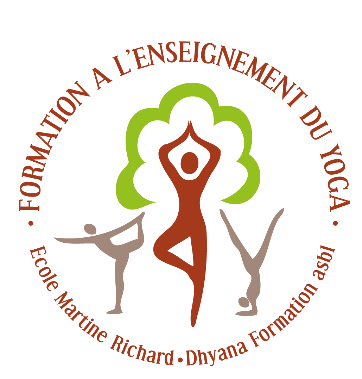 · FORMATION A L'ENSEIGNEMENT DU YOGA ·
Ecole Martine Richard • Dhyana Formation asbl